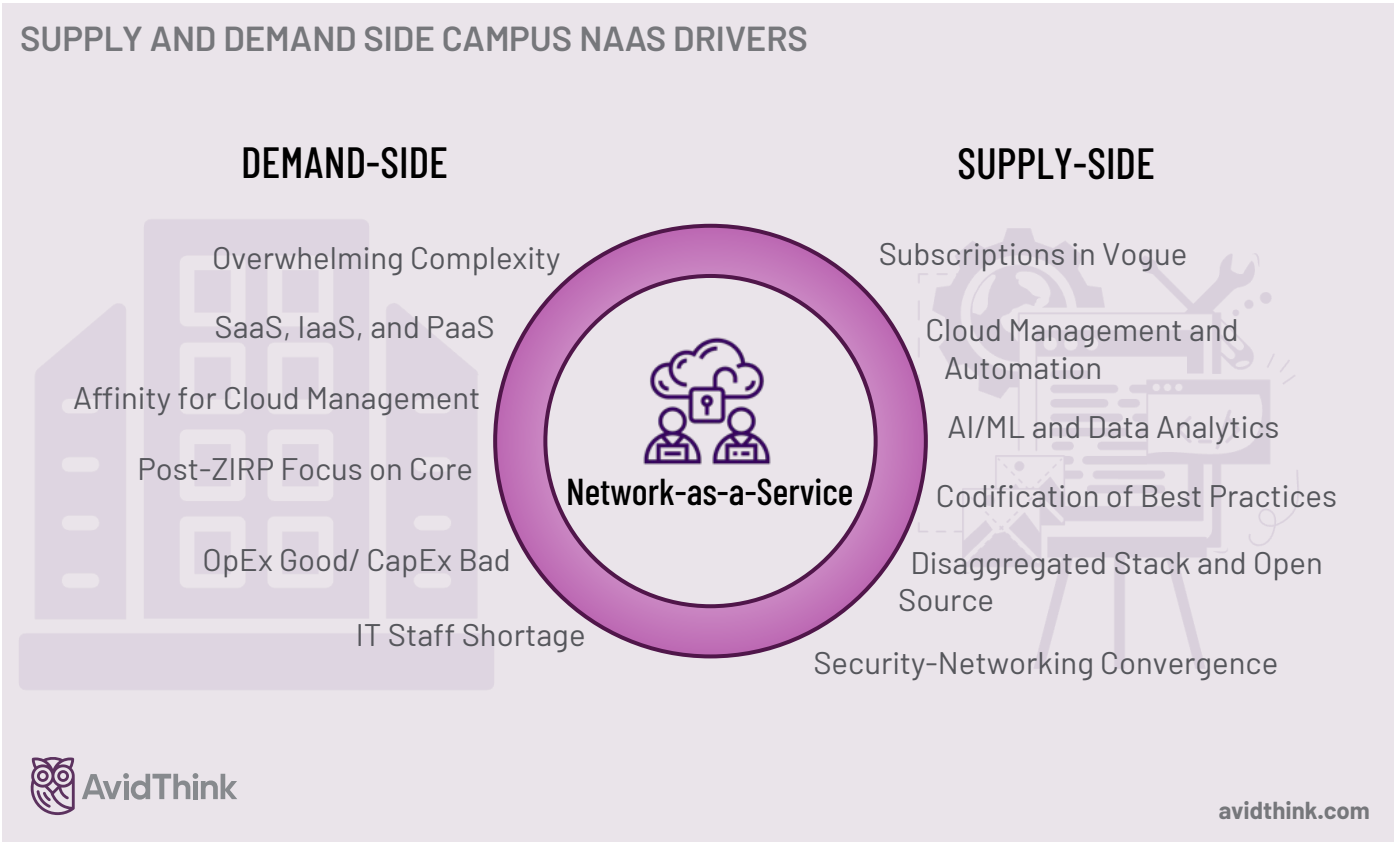 SUPPLY AND DEMAND SIDE CAMPUS NAAS DRIVERS
DEMAND-SIDE
Overwhelming Complexity
SaaS, IaaS, and PaaS
Affinity for Cloud Management
Post-ZIRP Focus on Core
OpEx Good/ CapEx Bad
IT Staff Shortage
Network-as-a-Service
SUPPLY-SIDE
Subscriptions in Vogue
Cloud Management and
Automation
AI/ML and Data Analytics
Codification of Best Practices
Disaggregated Stack and Open
Source
Security-Networking Convergence
AvidThink
avidthink.com